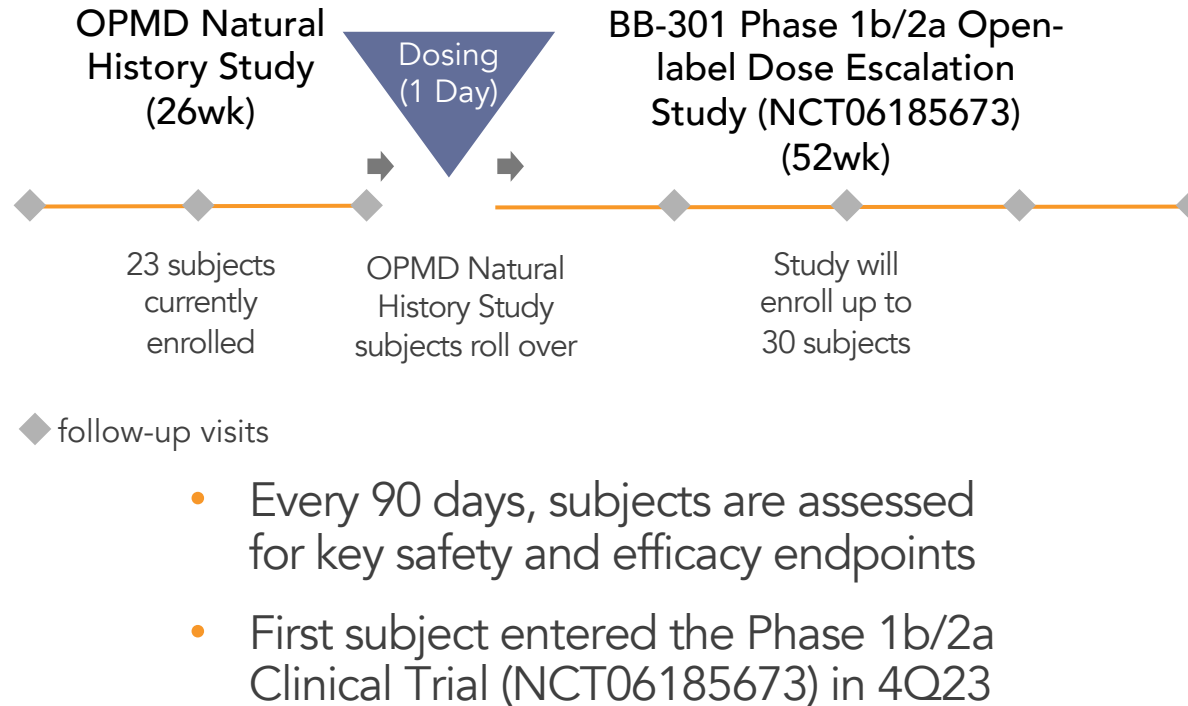 OPMD Natural
History Study
(26wk)
Dosing
(1 Day)
BB-301 Phase 1b/2a Open-
label Dose Escalation
Study (NCT06185673)
(52wk)
23 subjects
currently
enrolled
OPMD Natural
History Study
subjects roll over
Study will
enroll up to
30 subjects
follow-up visits
• Every 90 days, subjects are assessed
for key safety and efficacy endpoints
• First subject entered the Phase 1b/2a
Clinical Trial (NCT06185673) in 4Q23